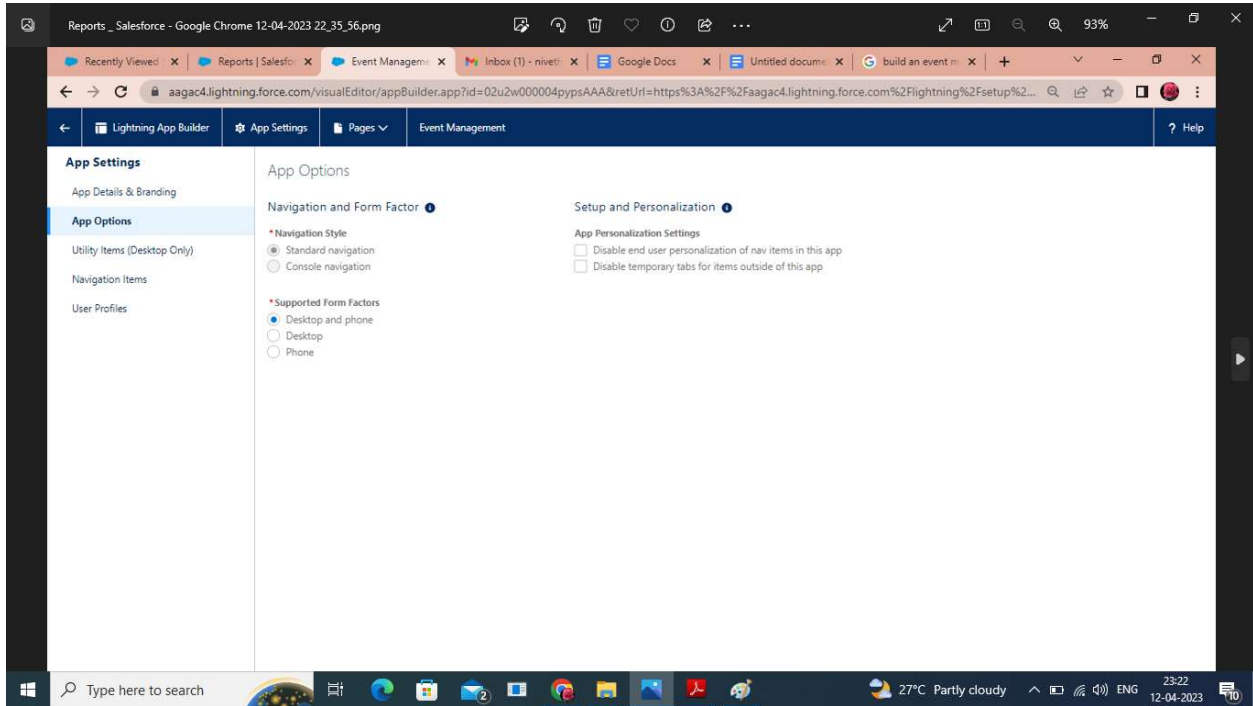 Reports _ Salesforce - Google Chrome 12-04-2023 22_35_56.png
93%
Recently Viewed
Reports | Salesfo
Event Manageme
Inbox (1) - niveth
Google Docs
Untitled docume
build an event m
aagac4.lightning.force.com/visualEditor/appBuilder.app?id=02u2w000004pypsAAA&retUrl=https%3A%2F%2Faagac4.lightning.force.com%2Flightning%2Fsetup%2...
Lightning App Builder
App Settings
Pages
Event Management
? Help
App Settings
App Details & Branding
App Options
Utility Items (Desktop Only)
Navigation Items
User Profiles
App Options
Navigation and Form Factor
*Navigation Style
Standard navigation
Console navigation
*Supported Form Factors
Desktop and phone
Desktop
Phone
Setup and Personalization
App Personalization Settings
Disable end user personalization of nav items in this app
Disable temporary tabs for items outside of this app
Type here to search
2
27°C Partly cloudy
ENG
23:22
12-04-2023
10